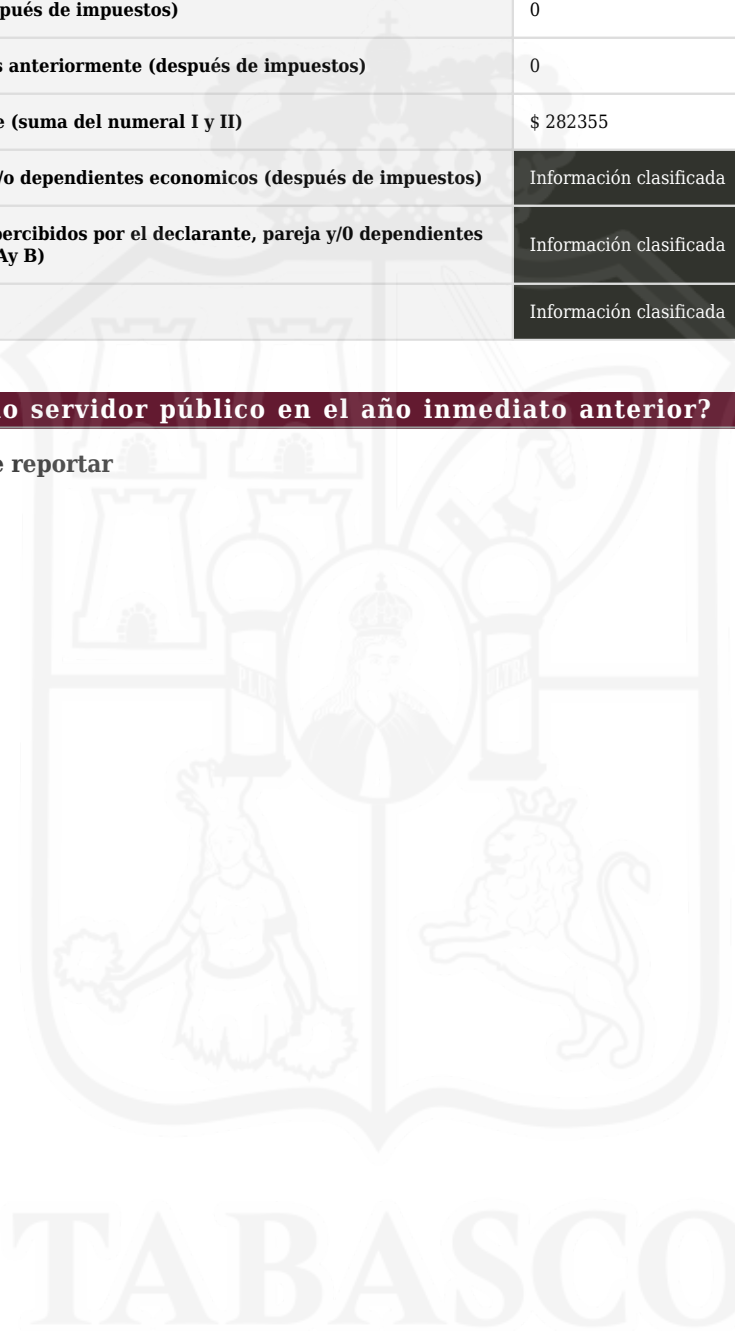 pués de impuestos) 0
s anteriormente (después de impuestos) 0
e (suma del numeral I y II) $ 282355
/o dependientes economicos (después de impuestos) Información clasificada
percibidos por el declarante, pareja y/0 dependientes
Ay B) Información clasificada
Información clasificada
o servidor público en el año inmediato anterior?
e reportar
PLUS ULTRA
TABASCO